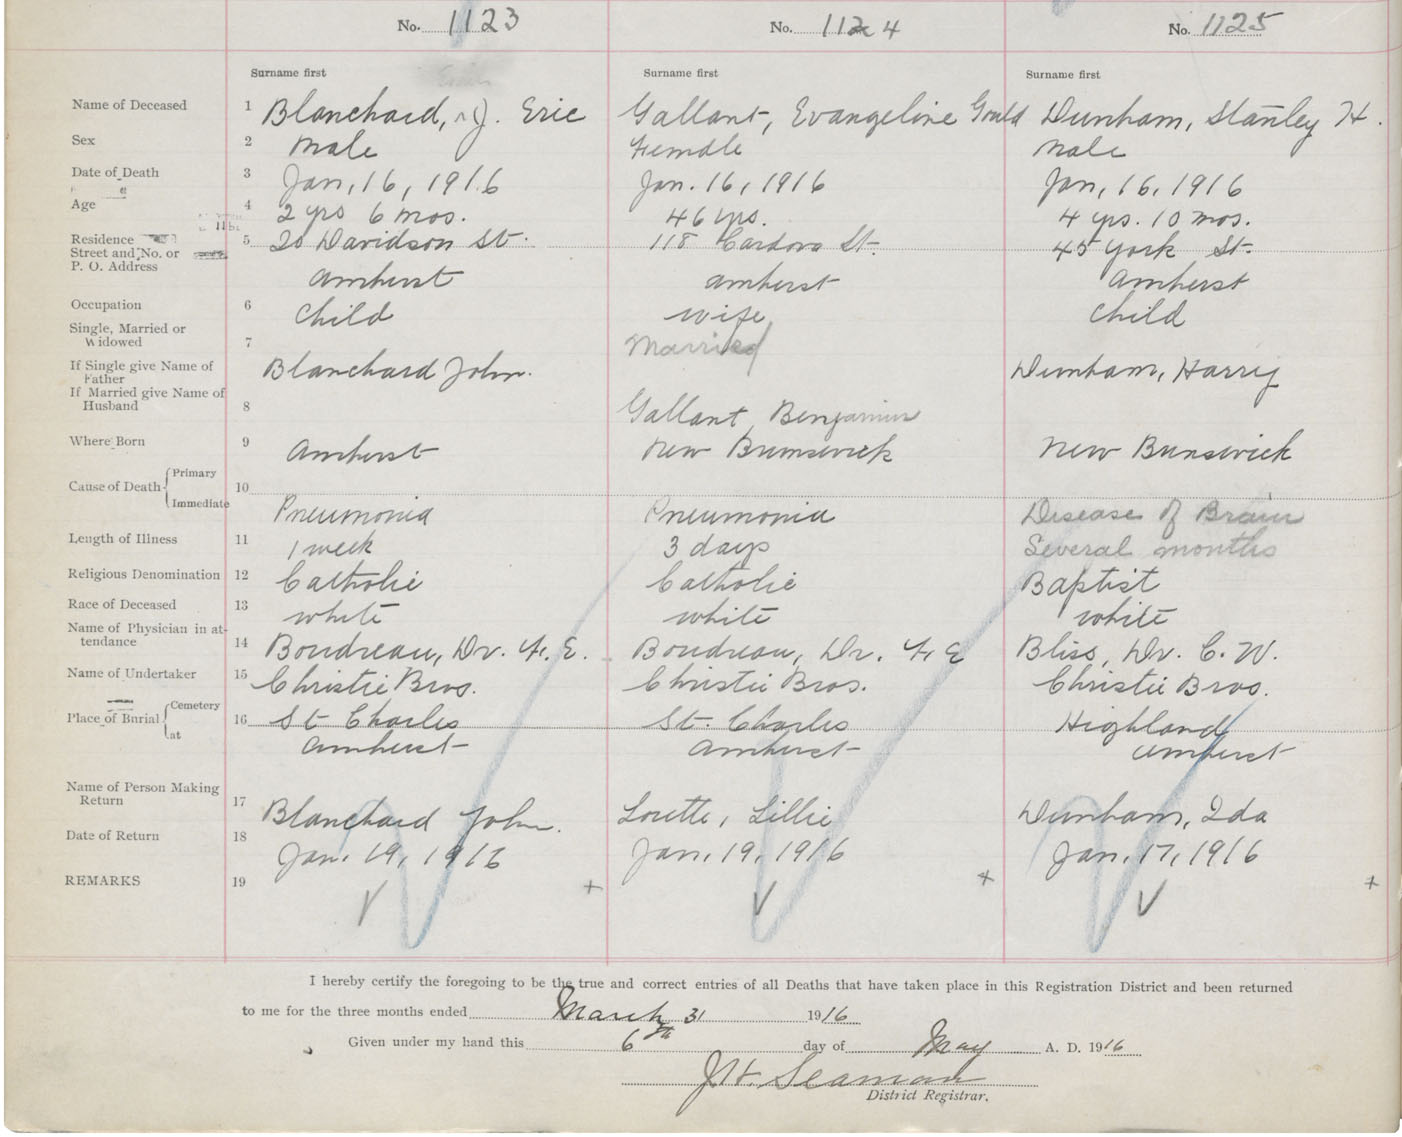 No. 1123 No. 1124 No. 1125
Surname first Surname first Surname first
Name of Deceased 1 Blanchard, J. Eric Gallant, Evangeline Gould Dunham, Stanley H.
Sex 2 Male Female Male
Date of Death 3 Jan, 16, 1916 Jan. 16, 1916 Jan, 16, 1916
Age 4 2 yrs 6 mos. 46 yrs. 4 yrs. 10 mos.
Residence 5 20 Davidson St. 118 Cordova St. 45 York St.
Street and No. or
P. O. Address Amherst Amherst Amherst
Occupation 6 Child wife Child
Single, Married or
Widowed 7 Married
If Single give Name of
Father Blanchard John. Dunham, Harry
If Married give Name of
Husband 8 Gallant, Benjamin
Where Born 9 Amherst New Brunswick New Bunswick
Cause of Death Primary 10
Immediate Pneumonia Pneumonia Disease of Brain
Length of Illness 11 1 week 3 days Several months
Religious Denomination 12 Catholic Catholic Baptist
Race of Deceased 13 white white white
Name of Physician in at-
tendance 14 Boudreau, Dr. F. E. Boudreau, Dr. F E Bliss, Dr. C. W.
Name of Undertaker 15 Christie Bros. Christie Bros. Christie Bros.
Place of Burial Cemetery 16 St Charles St. Charles Highland
at Amherst Amherst Amherst
Name of Person Making
Return 17 Blanchard John. Lorette, Lillie Dunham, Ida
Date of Return 18 Jan. 19, 1916 Jan, 19, 1916 Jan, 17, 1916
REMARKS 19
I hereby certify the foregoing to be the true and correct entries of all Deaths that have taken place in this Registration District and been returned
to me for the three months ended March 31 1916
Given under my hand this 6th day of May A. D. 1916
J H. Seaman
District Registrar.